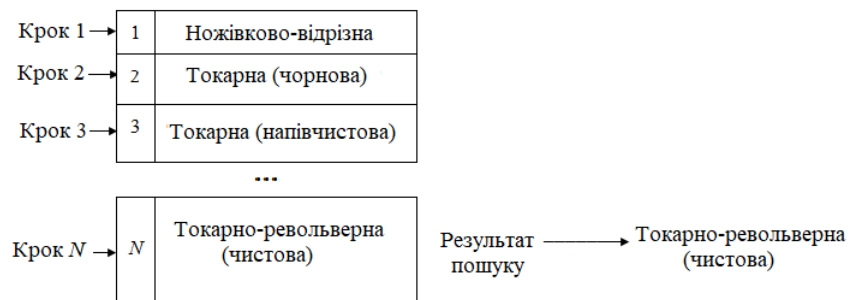 Крок 1 1 Ножівково-відрізна
Крок 2 2 Токарна (чорнова)
Крок 3 3 Токарна (напівчистова)
...
Крок N N Токарно-револьверна
(чистова)
Результат
пошуку
Токарно-револьверна
(чистова)